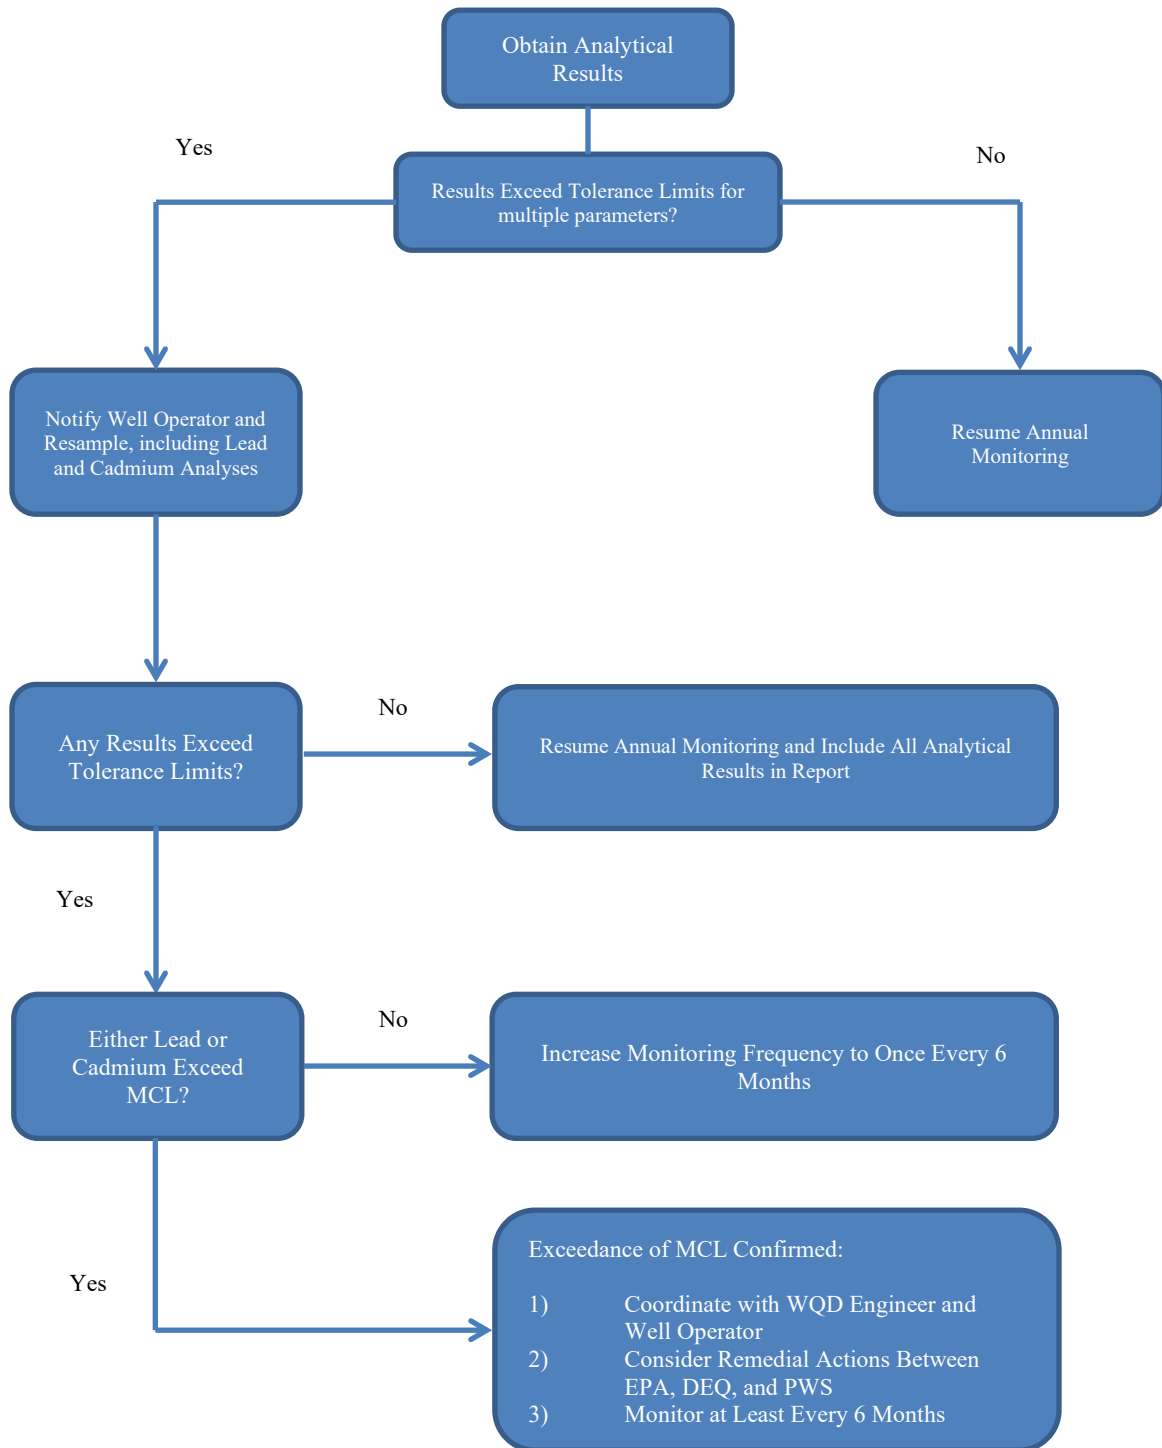 Obtain Analytical
Results
Yes
No
Results Exceed Tolerance Limits for
multiple parameters?
Notify Well Operator and
Resample, including Lead
and Cadmium Analyses
Resume Annual
Monitoring
Any Results Exceed
Tolerance Limits?
No
Resume Annual Monitoring and Include All Analytical
Results in Report
Yes
Either Lead or
Cadmium Exceed
MCL?
No
Increase Monitoring Frequency to Once Every 6
Months
Yes
Exceedance of MCL Confirmed:
1) Coordinate with WQD Engineer and
Well Operator
2) Consider Remedial Actions Between
EPA, DEQ, and PWS
3) Monitor at Least Every 6 Months